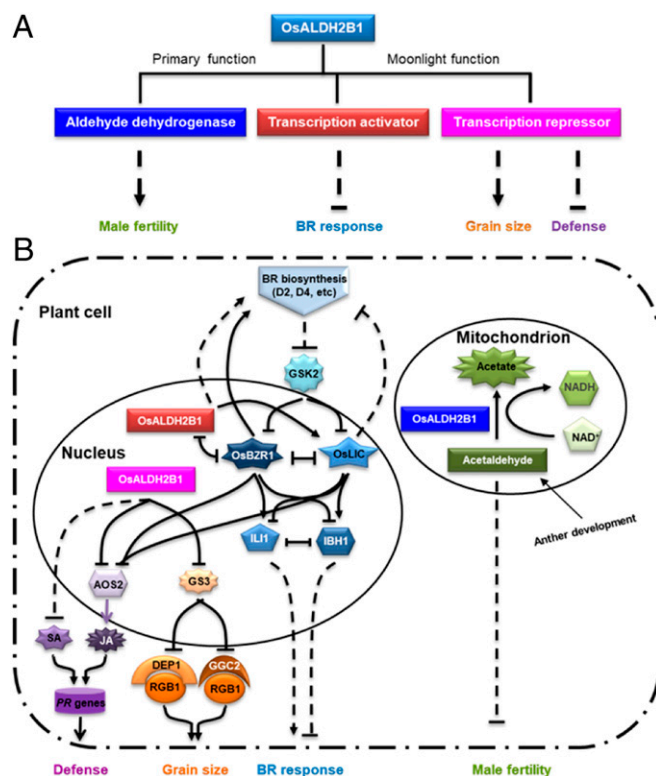 A
OsALDH2B1
Primary function
Moonlight function
Aldehyde dehydrogenase
Transcription activator
Transcription repressor
Male fertility
BR response
Grain size
Defense
B
BR biosynthesis
(D2, D4, etc)
Plant cell
Mitochondrion
GSK2
Acetate
NADH
OsALDH2B1
OsALDH2B1
Nucleus
OsBZR1
OsLIC
NAD⁺
Acetaldehyde
OsALDH2B1
Anther development
ILI1
IBH1
AOS2
GS3
SA
JA
DEP1
GGC2
RGB1
RGB1
PR genes
Defense
Grain size
BR response
Male fertility